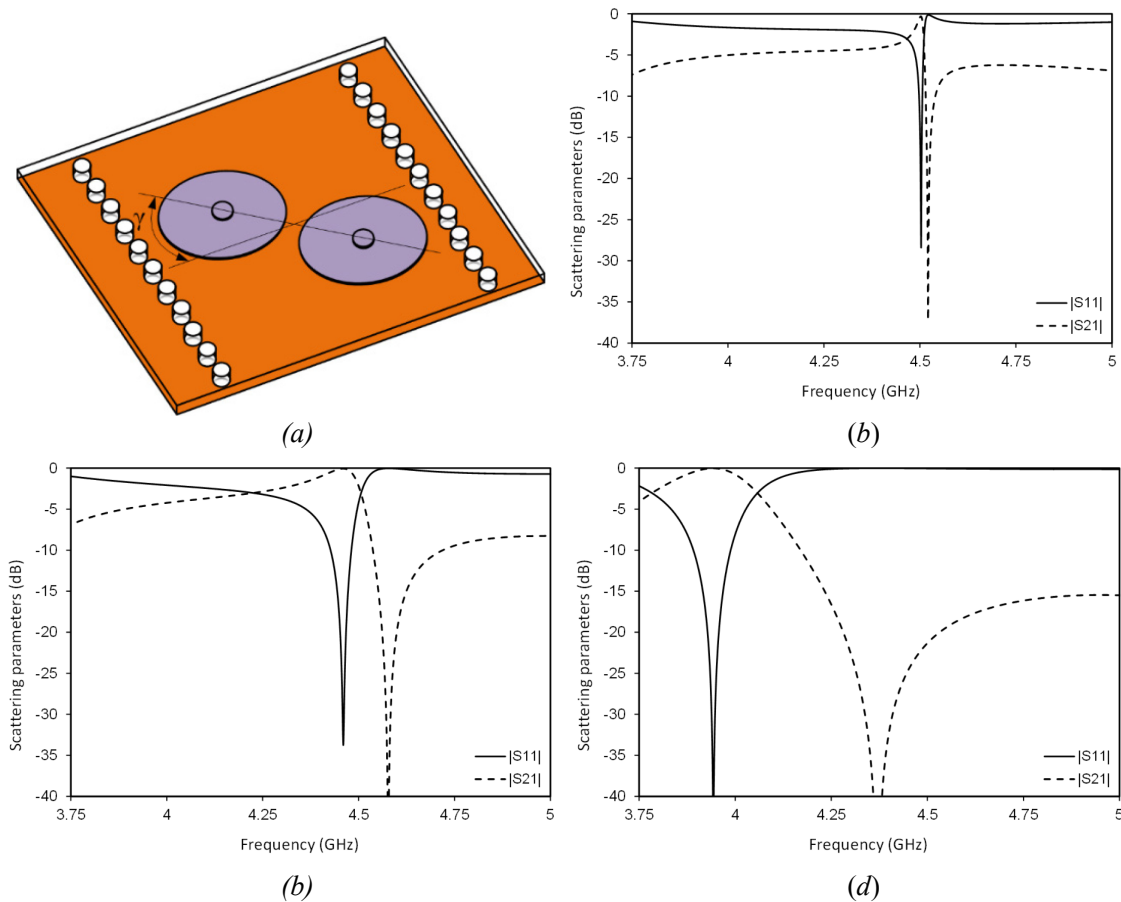 γ
(a)
0
-5
-10
-15
-20
-25
-30
-35
-40
Scattering parameters (dB)
|S11|
|S21|
3.75
4
4.25
4.5
4.75
5
Frequency (GHz)
(b)
0
-5
-10
-15
-20
-25
-30
-35
-40
Scattering parameters (dB)
|S11|
|S21|
3.75
4
4.25
4.5
4.75
5
Frequency (GHz)
(b)
0
-5
-10
-15
-20
-25
-30
-35
-40
Scattering parameters (dB)
|S11|
|S21|
3.75
4
4.25
4.5
4.75
5
Frequency (GHz)
(d)